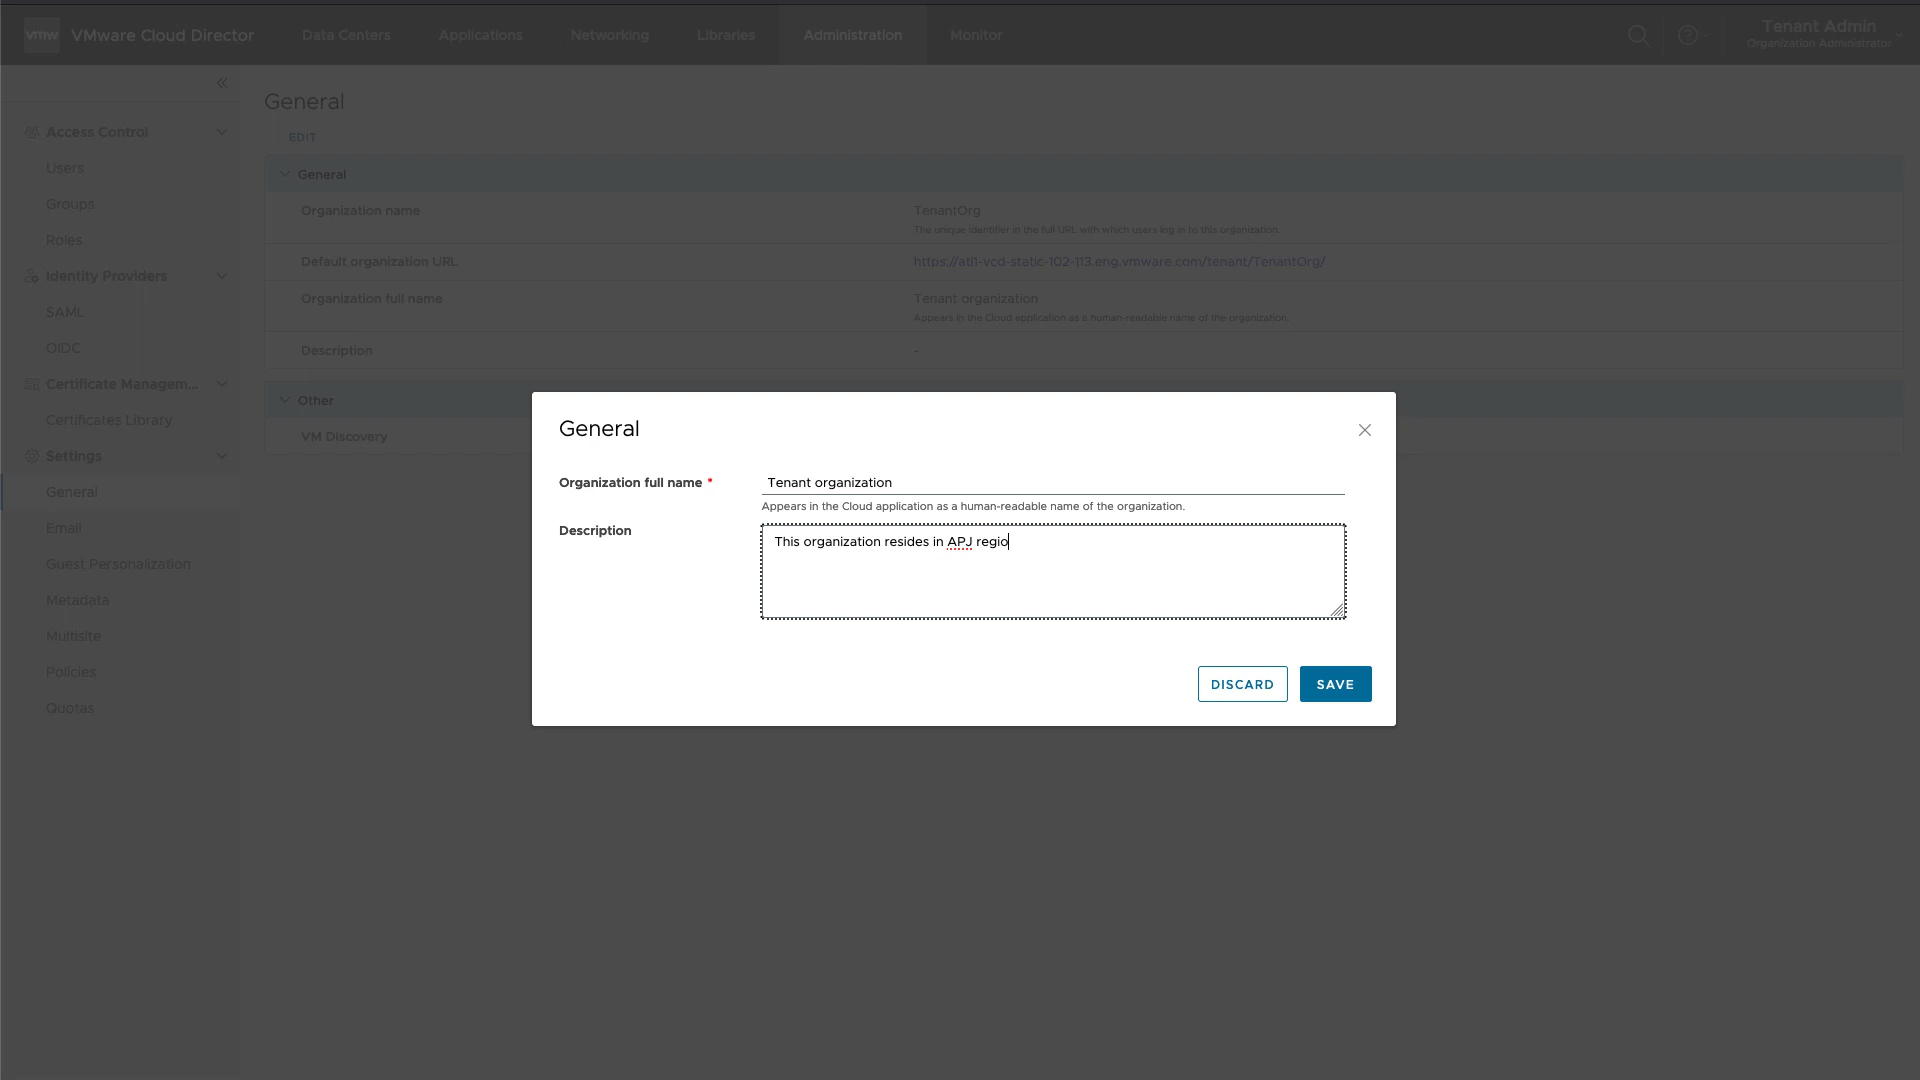 vmw VMware Cloud Director Data Centers Applications Networking Libraries Administration Monitor Tenant Admin
Organization Administrator
General
EDIT
Access Control
Users
Groups
Roles
Identity Providers
SAML
OIDC
Certificate Managem...
Certificates Library
Settings
General
Email
Guest Personalization
Metadata
Multisite
Policies
Quotas
General
Organization name TenantOrg
The unique identifier in the full URL with which users log in to this organization.
Default organization URL https://atl1-vcd-static-102-113.eng.vmware.com/tenant/TenantOrg/
Organization full name Tenant organization
Appears in the Cloud application as a human-readable name of the organization.
Description -
Other
VM Discovery
General
Organization full name * Tenant organization
Appears in the Cloud application as a human-readable name of the organization.
Description This organization resides in APJ regio
DISCARD SAVE